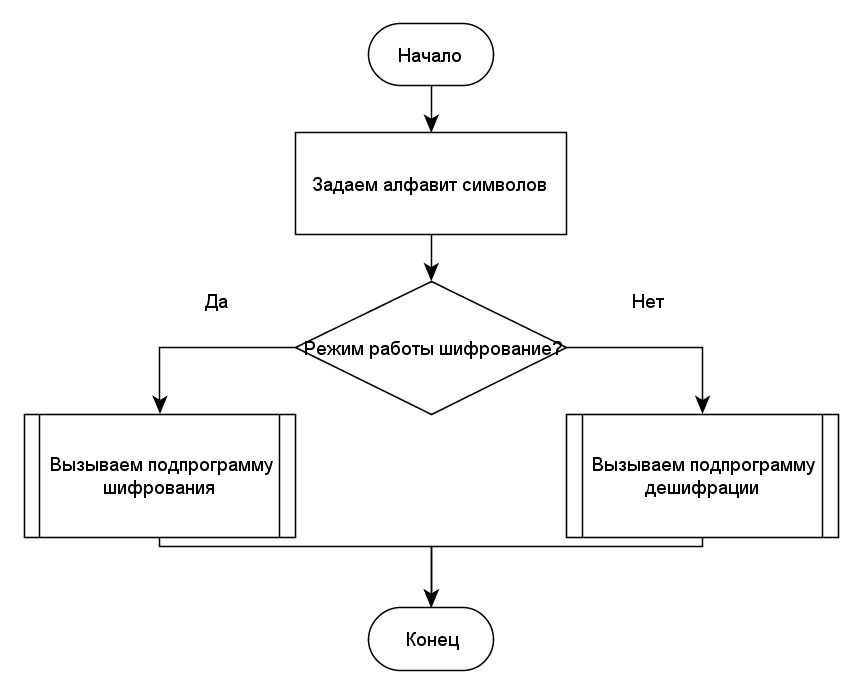 Начало
Задаем алфавит символов
Да
Нет
Режим работы шифрование?
Вызываем подпрограмму
шифрования
Вызываем подпрограмму
дешифрации
Конец